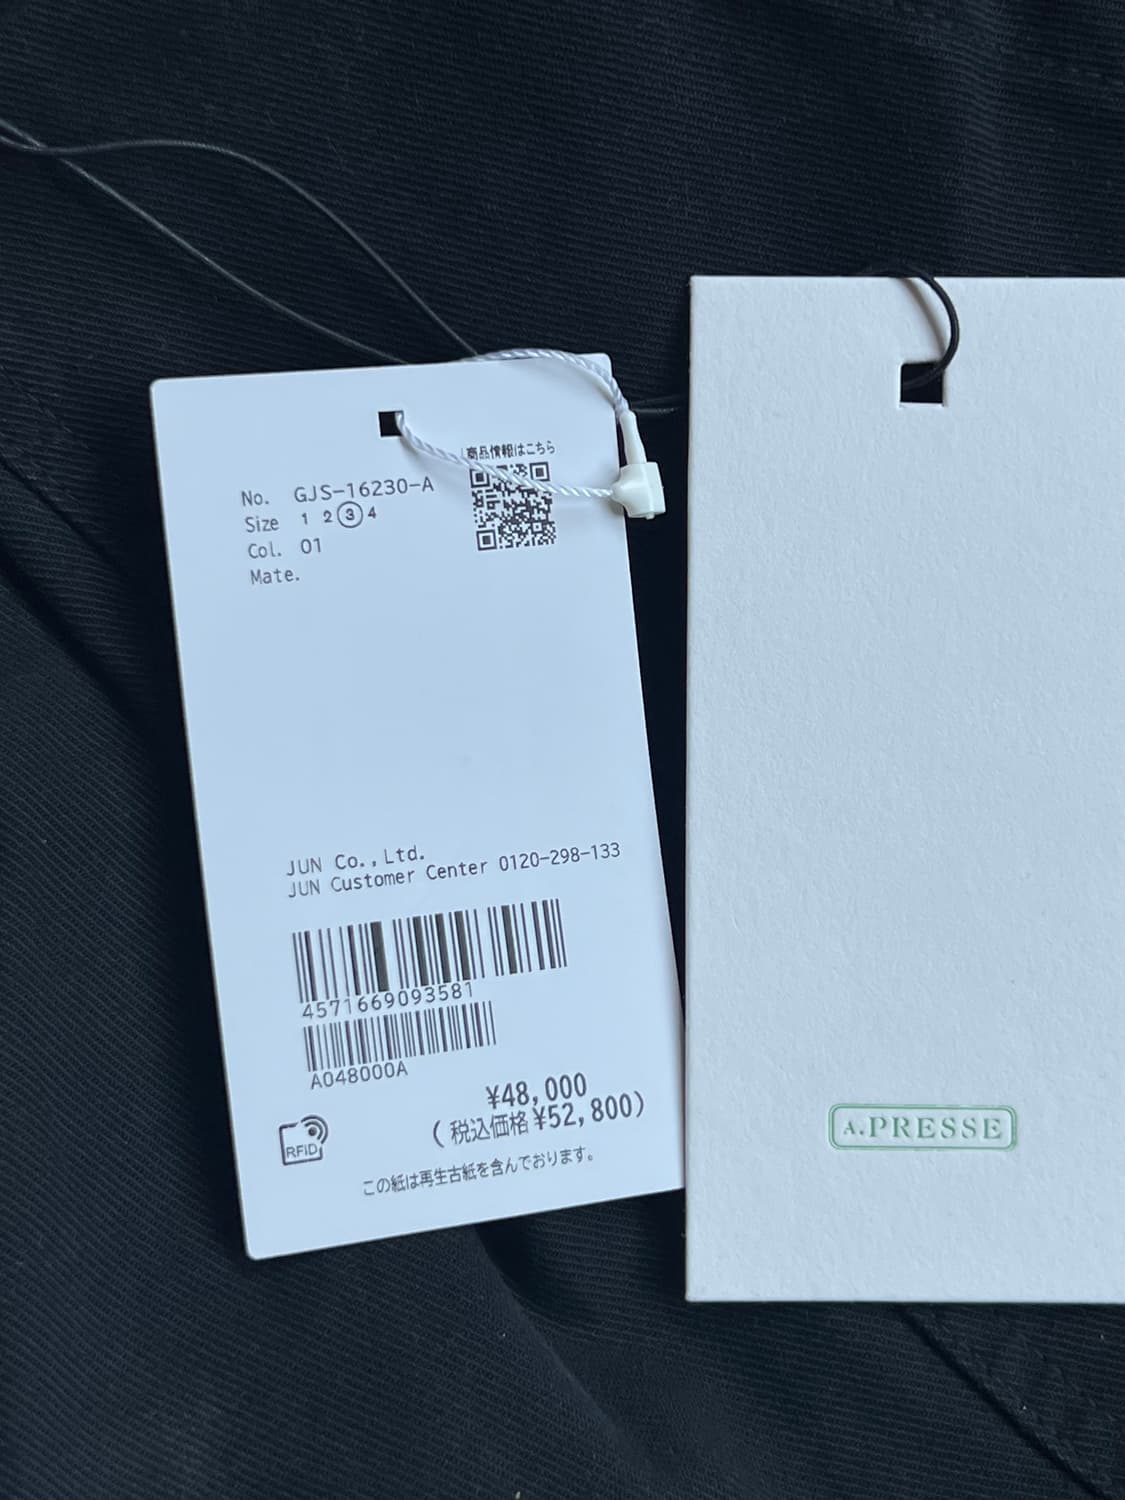 商品情報はこちら
No. GJS-16230-A
Size 1 2 3 4
Col. 01
Mate.
JUN Co.,Ltd.
JUN Customer Center 0120-298-133
4571669093581
A048000A
¥48,000
(税込価格¥52,800)
RFID
この紙は再生古紙を含んでおります。
A.PRESSE